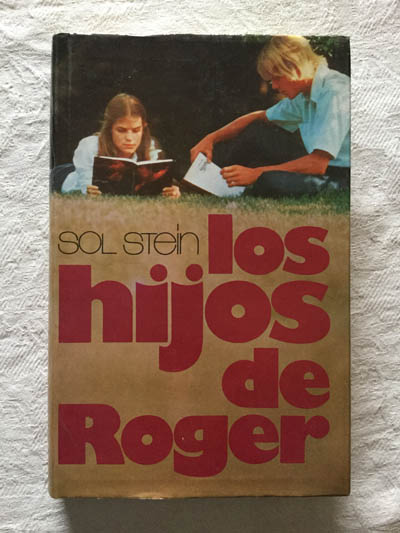 SOL Stein los
hijos
de
Roger